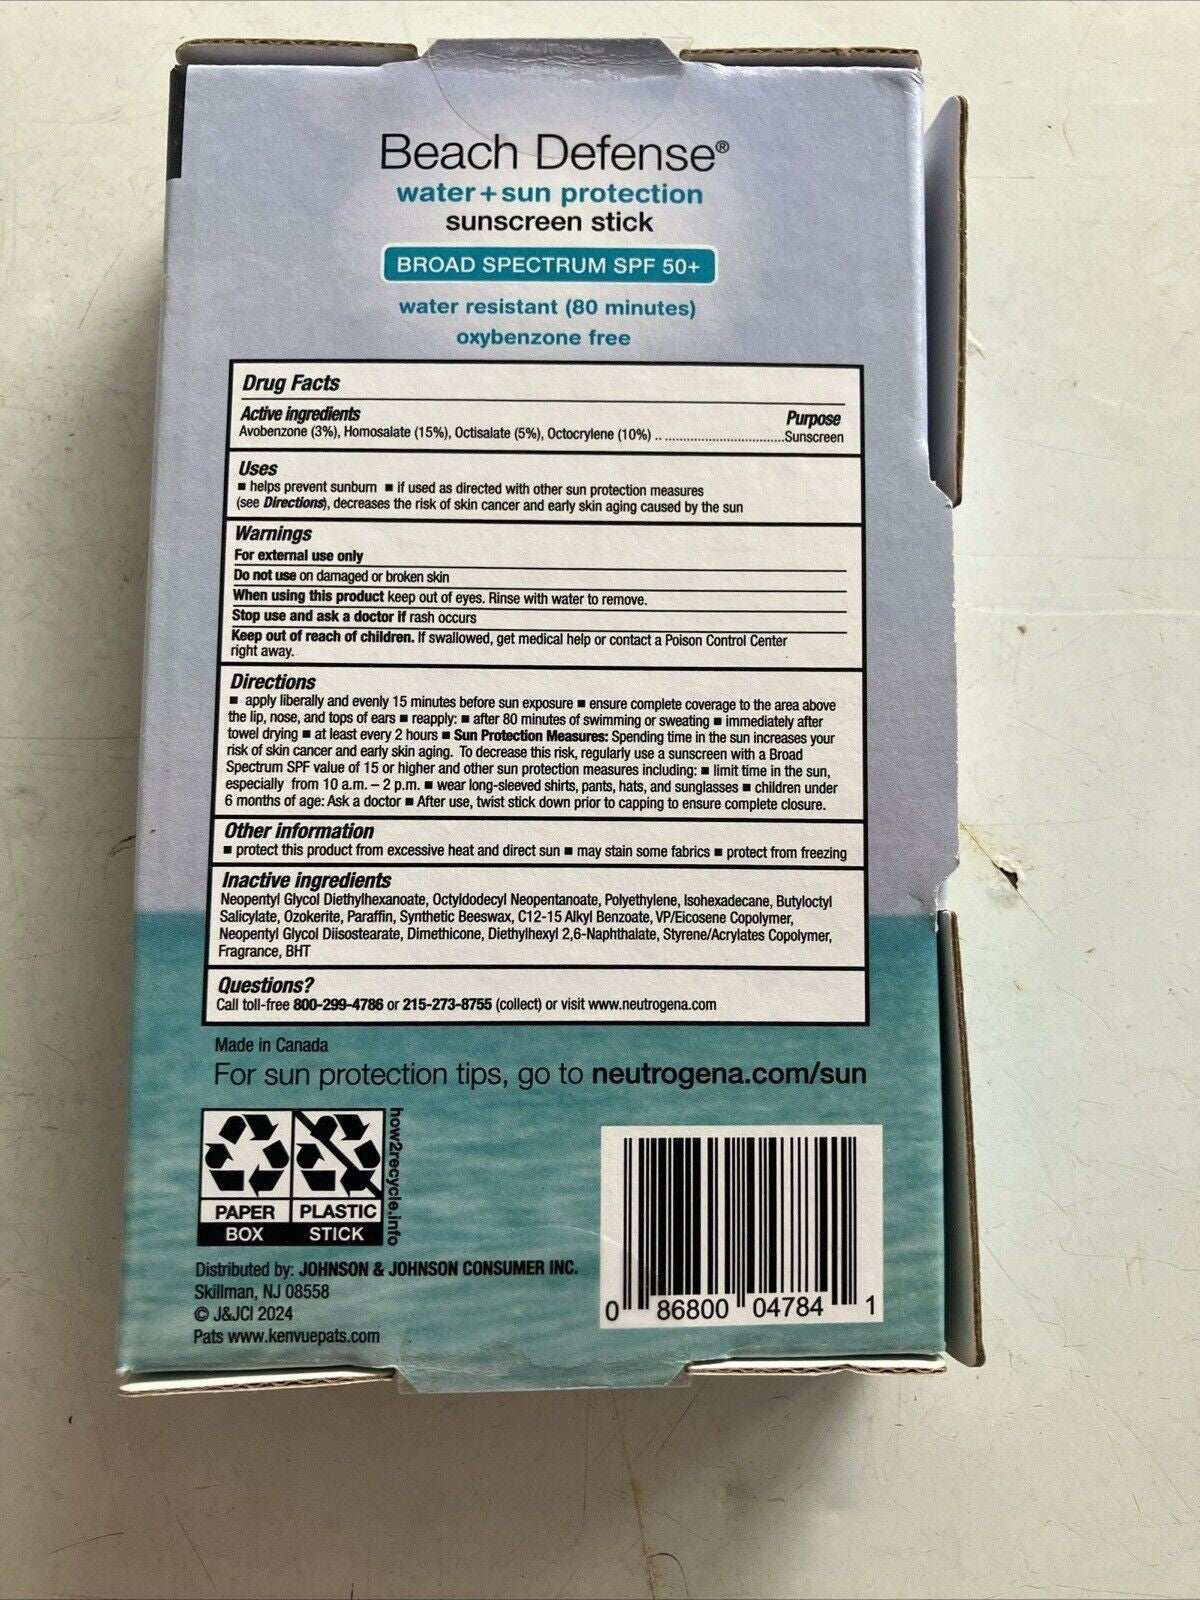 Beach Defense®
water + sun protection
sunscreen stick
BROAD SPECTRUM SPF 50+
water resistant (80 minutes)
oxybenzone free
Drug Facts
Active ingredients Purpose
Avobenzone (3%), Homosalate (15%), Octisalate (5%), Octocrylene (10%) .. ..............................Sunscreen
Uses
▪ helps prevent sunburn ▪ if used as directed with other sun protection measures
(see Directions), decreases the risk of skin cancer and early skin aging caused by the sun
Warnings
For external use only
Do not use on damaged or broken skin
When using this product keep out of eyes. Rinse with water to remove.
Stop use and ask a doctor if rash occurs
Keep out of reach of children. If swallowed, get medical help or contact a Poison Control Center
right away.
Directions
▪ apply liberally and evenly 15 minutes before sun exposure ▪ ensure complete coverage to the area above
the lip, nose, and tops of ears ▪ reapply: ▪ after 80 minutes of swimming or sweating ▪ immediately after
towel drying ▪ at least every 2 hours ▪ Sun Protection Measures: Spending time in the sun increases your
risk of skin cancer and early skin aging. To decrease this risk, regularly use a sunscreen with a Broad
Spectrum SPF value of 15 or higher and other sun protection measures including: ▪ limit time in the sun,
especially from 10 a.m. – 2 p.m. ▪ wear long-sleeved shirts, pants, hats, and sunglasses ▪ children under
6 months of age: Ask a doctor ▪ After use, twist stick down prior to capping to ensure complete closure.
Other information
▪ protect this product from excessive heat and direct sun ▪ may stain some fabrics ▪ protect from freezing
Inactive ingredients
Neopentyl Glycol Diethylhexanoate, Octyldodecyl Neopentanoate, Polyethylene, Isohexadecane, Butyloctyl
Salicylate, Ozokerite, Paraffin, Synthetic Beeswax, C12-15 Alkyl Benzoate, VP/Eicosene Copolymer,
Neopentyl Glycol Diisostearate, Dimethicone, Diethylhexyl 2,6-Naphthalate, Styrene/Acrylates Copolymer,
Fragrance, BHT
Questions?
Call toll-free 800-299-4786 or 215-273-8755 (collect) or visit www.neutrogena.com
Made in Canada
For sun protection tips, go to neutrogena.com/sun
PAPER PLASTIC
BOX STICK
how2recycle.info
Distributed by: JOHNSON & JOHNSON CONSUMER INC.
Skillman, NJ 08558
© J&JCI 2024
Pats www.kenvuepats.com
0 86800 04784 1